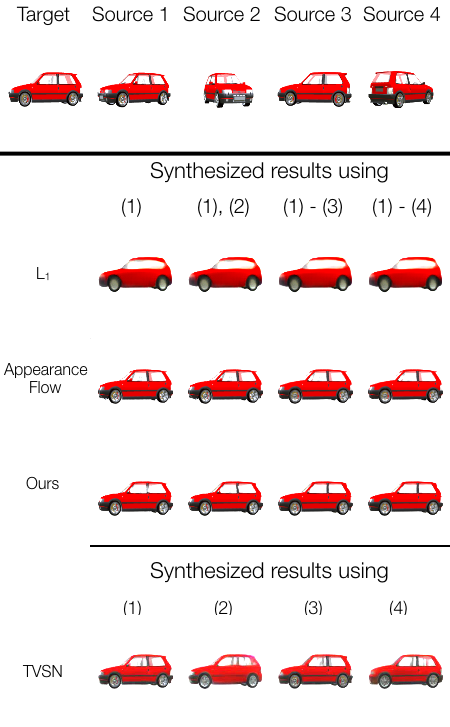 Target Source 1 Source 2 Source 3 Source 4
Synthesized results using
(1) (1), (2) (1) - (3) (1) - (4)
L₁
Appearance
Flow
Ours
Synthesized results using
(1) (2) (3) (4)
TVSN